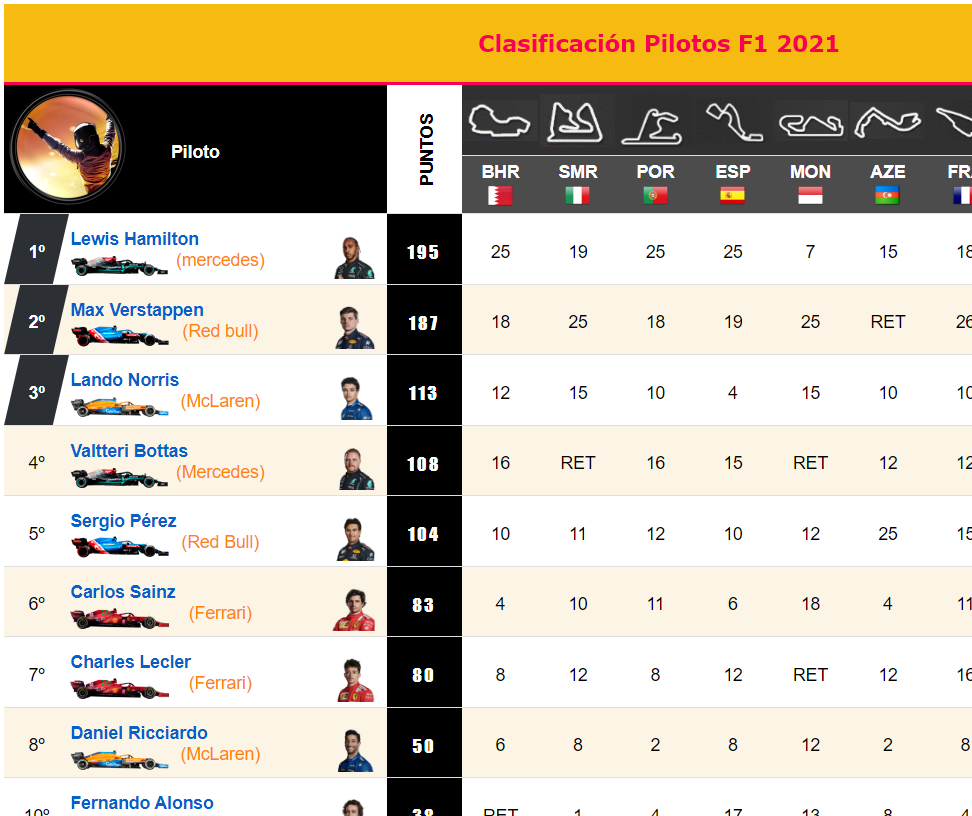 Clasificación Pilotos F1 2021
Piloto
PUNTOS
BHR SMR POR ESP MON AZE FRA
1º Lewis Hamilton (mercedes) 195 25 19 25 25 7 15 18
2º Max Verstappen (Red bull) 187 18 25 18 19 25 RET 26
3º Lando Norris (McLaren) 113 12 15 10 4 15 10 10
4º Valtteri Bottas (Mercedes) 108 16 RET 16 15 RET 12 12
5º Sergio Pérez (Red Bull) 104 10 11 12 10 12 25 15
6º Carlos Sainz (Ferrari) 83 4 10 11 6 18 4 11
7º Charles Lecler (Ferrari) 80 8 12 8 12 RET 12 16
8º Daniel Ricciardo (McLaren) 50 6 8 2 8 12 2 8
10º Fernando Alonso 38 RET 1 4 17 13 8 4